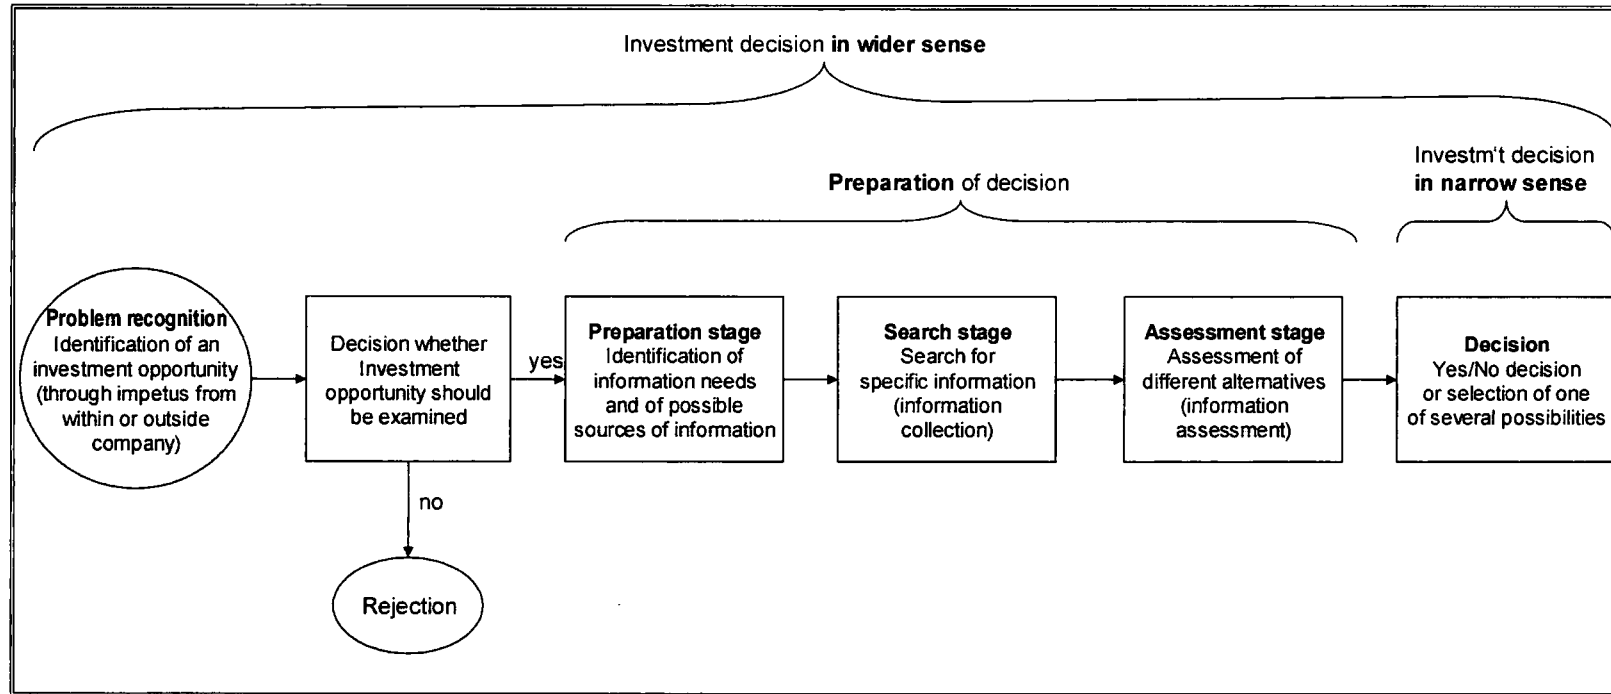 Investment decision in wider sense
Preparation of decision
Investm't decision
in narrow sense
Problem recognition
Identification of an
investment opportunity
(through impetus from
within or outside
company)
Decision whether
Investment
opportunity should
be examined
yes
Preparation stage
Identification of
information needs
and of possible
sources of information
Search stage
Search for
specific information
(information
collection)
Assessment stage
Assessment of
different alternatives
(information
assessment)
Decision
Yes/No decision
or selection of one
of several possibilities
no
Rejection